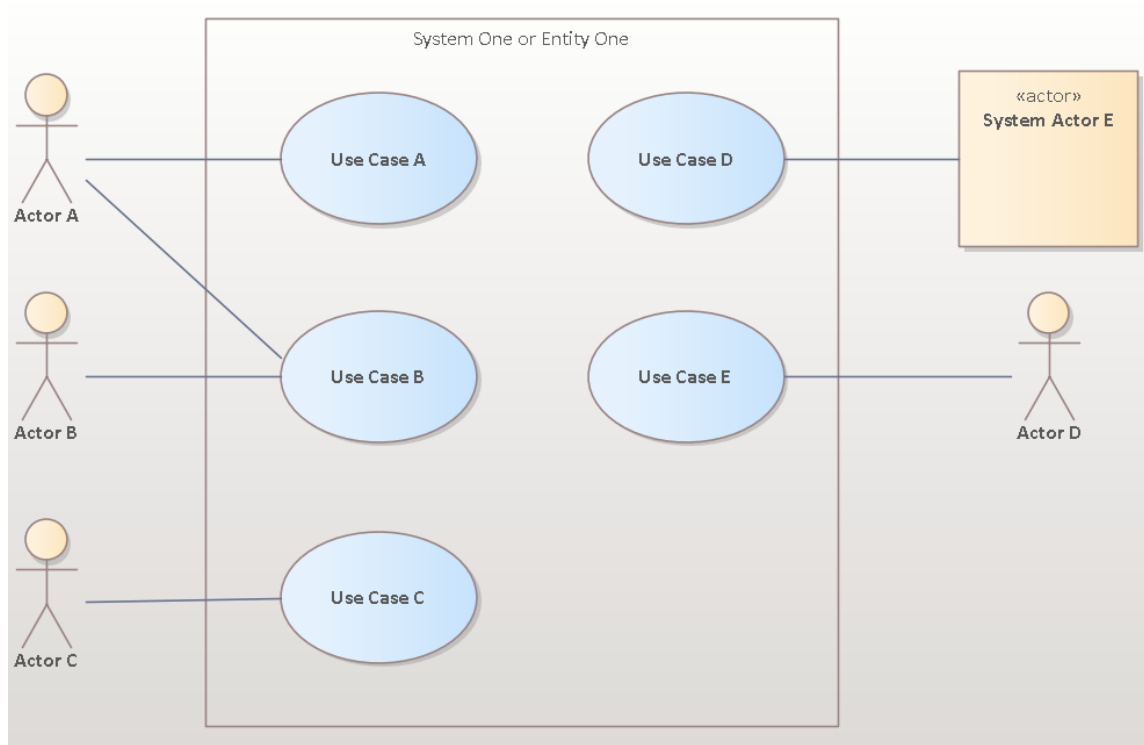 System One or Entity One
«actor»
System Actor E
Use Case A
Use Case D
Actor A
Use Case B
Use Case E
Actor B
Actor D
Use Case C
Actor C